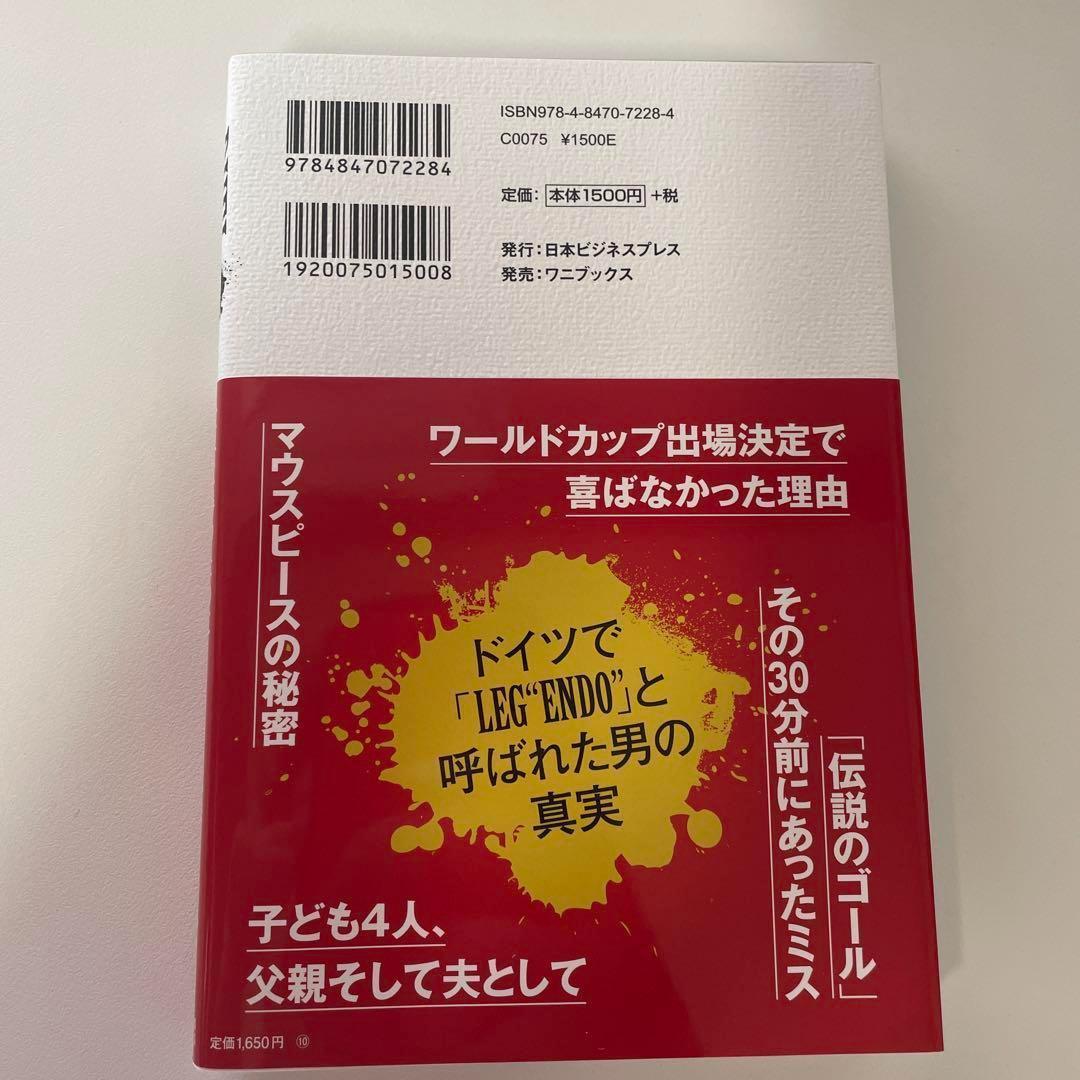 9784847072284
1920075015008
ISBN978-4-8470-7228-4
C0075 ¥1500E
定価: 本体1500円 +税
発行:日本ビジネスプレス
発売:ワニブックス
ワールドカップ出場決定で
喜ばなかった理由
「伝説のゴール」
その30分前にあったミス
マウスピースの秘密
ドイツで
「LEG“ENDO”」と
呼ばれた男の
真実
子ども4人、
父親そして夫として
定価1,650円 ⑩